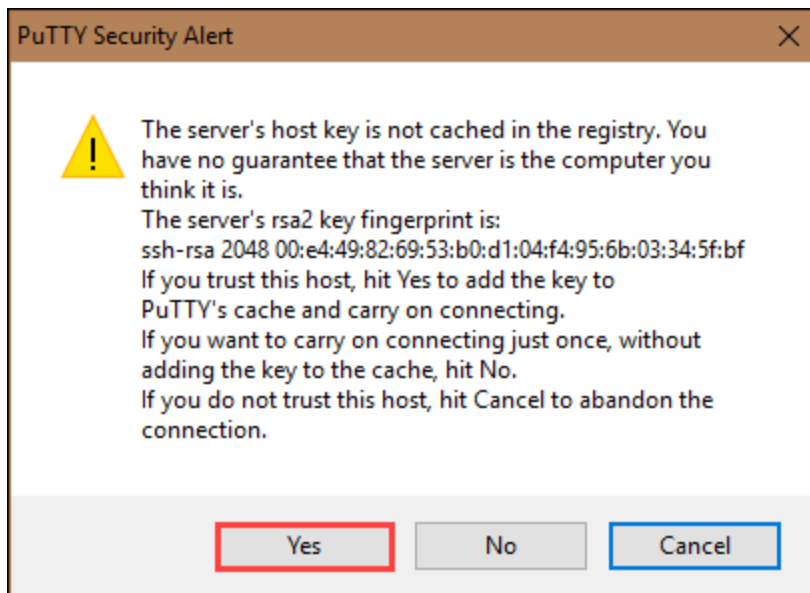 PuTTY Security Alert
The server's host key is not cached in the registry. You
have no guarantee that the server is the computer you
think it is.
The server's rsa2 key fingerprint is:
ssh-rsa 2048 00:e4:49:82:69:53:b0:d1:04:f4:95:6b:03:34:5f:bf
If you trust this host, hit Yes to add the key to
PuTTY's cache and carry on connecting.
If you want to carry on connecting just once, without
adding the key to the cache, hit No.
If you do not trust this host, hit Cancel to abandon the
connection.
Yes No Cancel